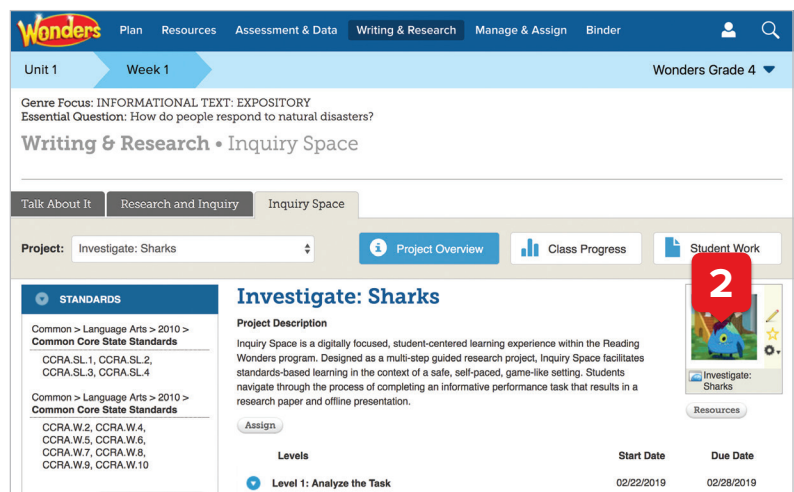 Wonders Plan Resources Assessment & Data Writing & Research Manage & Assign Binder
Unit 1 Week 1 Wonders Grade 4
Genre Focus: INFORMATIONAL TEXT: EXPOSITORY
Essential Question: How do people respond to natural disasters?
Writing & Research • Inquiry Space
Talk About It Research and Inquiry Inquiry Space
Project: Investigate: Sharks Project Overview Class Progress Student Work
STANDARDS
Common > Language Arts > 2010 >
Common Core State Standards
CCRA.SL.1, CCRA.SL.2,
CCRA.SL.3, CCRA.SL.4
Common > Language Arts > 2010 >
Common Core State Standards
CCRA.W.2, CCRA.W.4,
CCRA.W.5, CCRA.W.6,
CCRA.W.7, CCRA.W.8,
CCRA.W.9, CCRA.W.10
Investigate: Sharks
Project Description
Inquiry Space is a digitally focused, student-centered learning experience within the Reading
Wonders program. Designed as a multi-step guided research project, Inquiry Space facilitates
standards-based learning in the context of a safe, self-paced, game-like setting. Students
navigate through the process of completing an informative performance task that results in a
research paper and offline presentation.
Assign
Levels Start Date Due Date
Level 1: Analyze the Task 02/22/2019 02/28/2019
2
Investigate:
Sharks
Resources